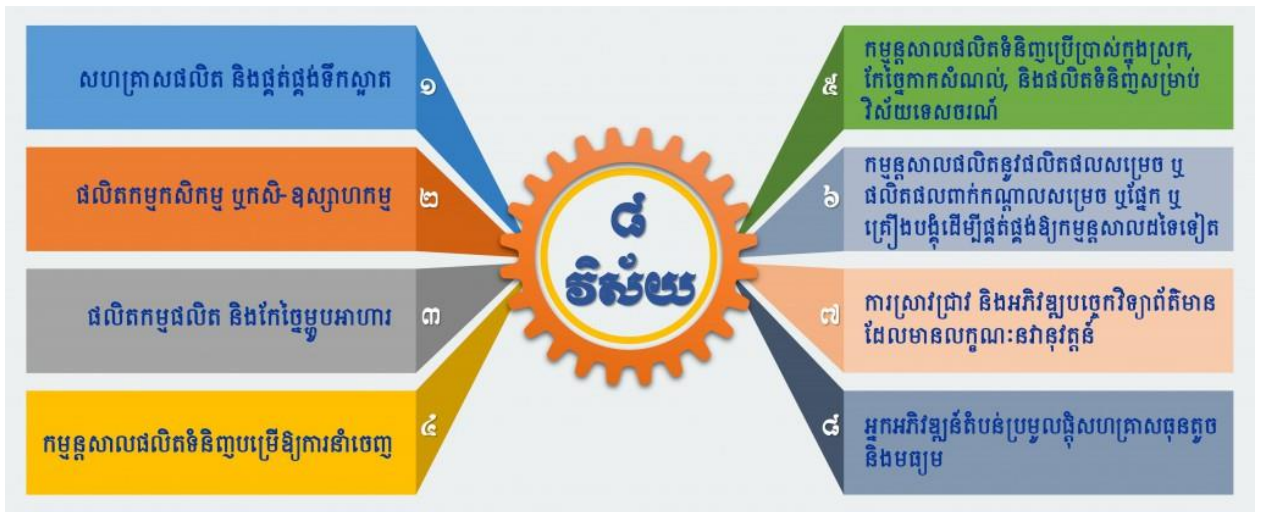 សហគ្រាសផលិត និងផ្គត់ផ្គង់ទឹកស្អាត
១
ផលិតកម្មកសិកម្ម ឬកសិ-ឧស្សាហកម្ម
២
ផលិតកម្មផលិត និងកែច្នៃម្ហូបអាហារ
៣
កម្មន្តសាលផលិតទំនិញបម្រើឱ្យការនាំចេញ
៤
៨
វិស័យ
៥
កម្មន្តសាលផលិតទំនិញប្រើប្រាស់ក្នុងស្រុក,
កែច្នៃកាកសំណល់, និងផលិតទំនិញសម្រាប់
វិស័យទេសចរណ៍
៦
កម្មន្តសាលផលិតនូវផលិតផលសម្រេច ឬ
ផលិតផលពាក់កណ្តាលសម្រេច ឬផ្នែក ឬ
គ្រឿងបង្គុំដើម្បីផ្គត់ផ្គង់ឱ្យកម្មន្តសាលដទៃទៀត
៧
ការស្រាវជ្រាវ និងអភិវឌ្ឍបច្ចេកវិទ្យាព័ត៌មាន
ដែលមានលក្ខណៈនវានុវត្តន៍
៨
អ្នកអភិវឌ្ឍន៍តំបន់ប្រមូលផ្តុំសហគ្រាសធុនតូច
និងមធ្យម